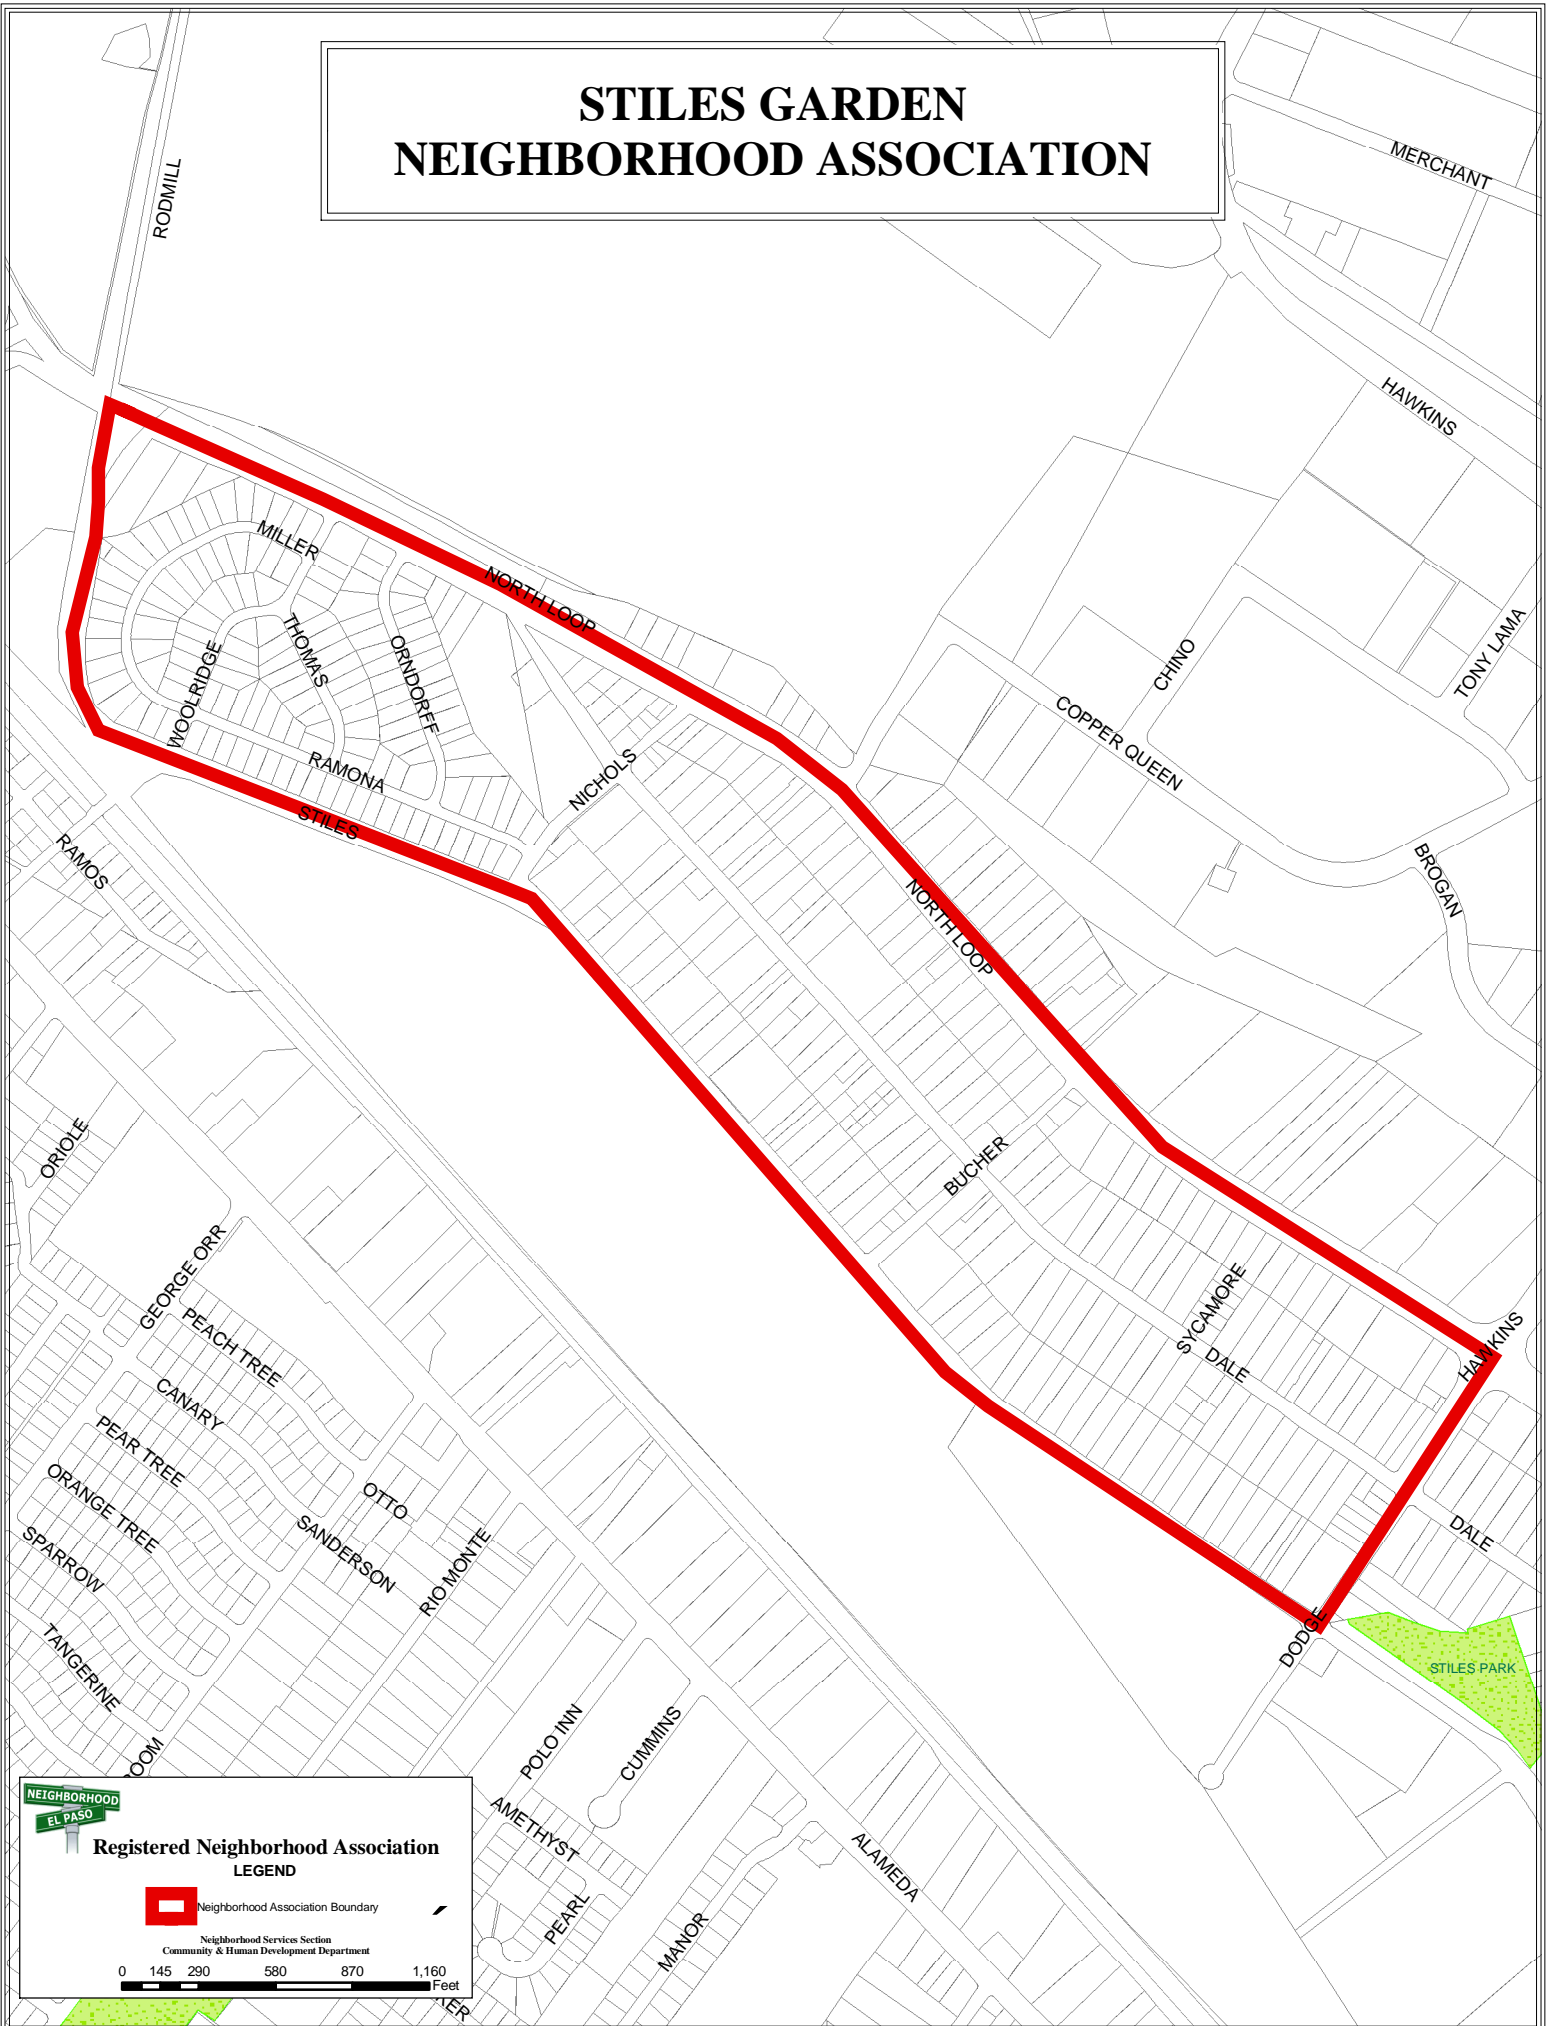 STILES GARDEN
NEIGHBORHOOD ASSOCIATION
RODMILL
MERCHANT
HAWKINS
MILLER
NORTH LOOP
THOMAS
ORNDORFF
WOOLRIDGE
RAMONA
STILES
NICHOLS
CHINO
TONY LAMA
COPPER QUEEN
BROGAN
RAMOS
NORTH LOOP
ORIOLE
BUCHER
GEORGE ORR
SYCAMORE
DALE
HAWKINS
PEACH TREE
CANARY
PEAR TREE
ORANGE TREE
OTTO
SPARROW
SANDERSON
RIO MONTE
DALE
DODGE
TANGERINE
STILES PARK
POLO INN
CUMMINS
OOM
AMETHYST
ALAMEDA
PEARL
MANOR
KER
NEIGHBORHOOD
EL PASO
Registered Neighborhood Association
LEGEND
Neighborhood Association Boundary
Neighborhood Services Section
Community & Human Development Department
0 145 290 580 870 1,160
Feet